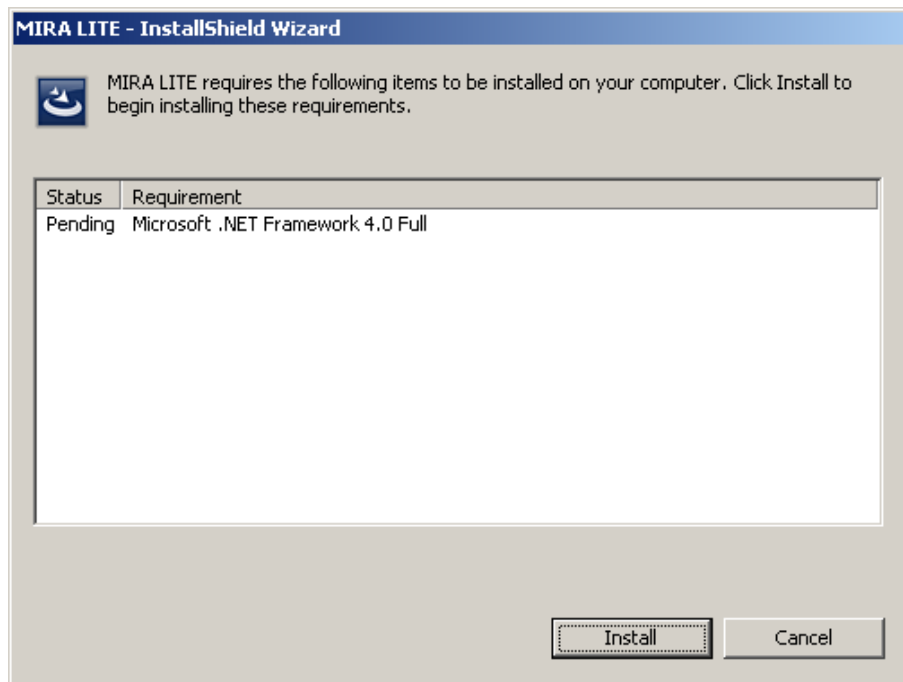 MIRA LITE - InstallShield Wizard
MIRA LITE requires the following items to be installed on your computer. Click Install to
begin installing these requirements.
Status Requirement
Pending Microsoft .NET Framework 4.0 Full
Install Cancel